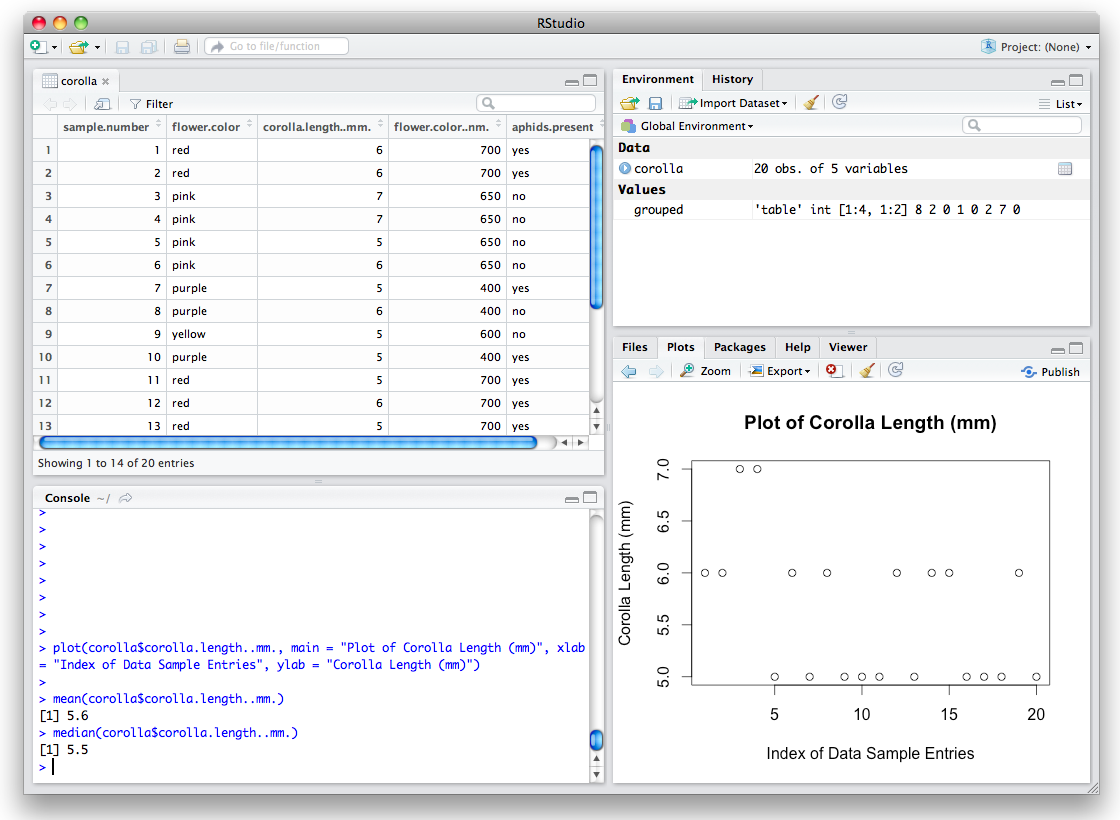 RStudio
Go to file/function
Project: (None)
corolla
Filter
sample.number flower.color corolla.length..mm. flower.color..nm. aphids.present
1 1 red 6 700 yes
2 2 red 6 700 yes
3 3 pink 7 650 no
4 4 pink 7 650 no
5 5 pink 5 650 no
6 6 pink 6 650 no
7 7 purple 5 400 yes
8 8 purple 6 400 no
9 9 yellow 5 600 no
10 10 purple 5 400 yes
11 11 red 5 700 yes
12 12 red 6 700 yes
13 13 red 5 700 yes
Showing 1 to 14 of 20 entries
Console ~/
>
>
>
>
>
>
>
>
> plot(corolla$corolla.length..mm., main = "Plot of Corolla Length (mm)", xlab
= "Index of Data Sample Entries", ylab = "Corolla Length (mm)")
>
> mean(corolla$corolla.length..mm.)
[1] 5.6
> median(corolla$corolla.length..mm.)
[1] 5.5
>
Environment History
Import Dataset List
Global Environment
Data
corolla 20 obs. of 5 variables
Values
grouped 'table' int [1:4, 1:2] 8 2 0 1 0 2 7 0
Files Plots Packages Help Viewer
Zoom Export Publish
Plot of Corolla Length (mm)
Corolla Length (mm)
7.0
6.5
6.0
5.5
5.0
5 10 15 20
Index of Data Sample Entries